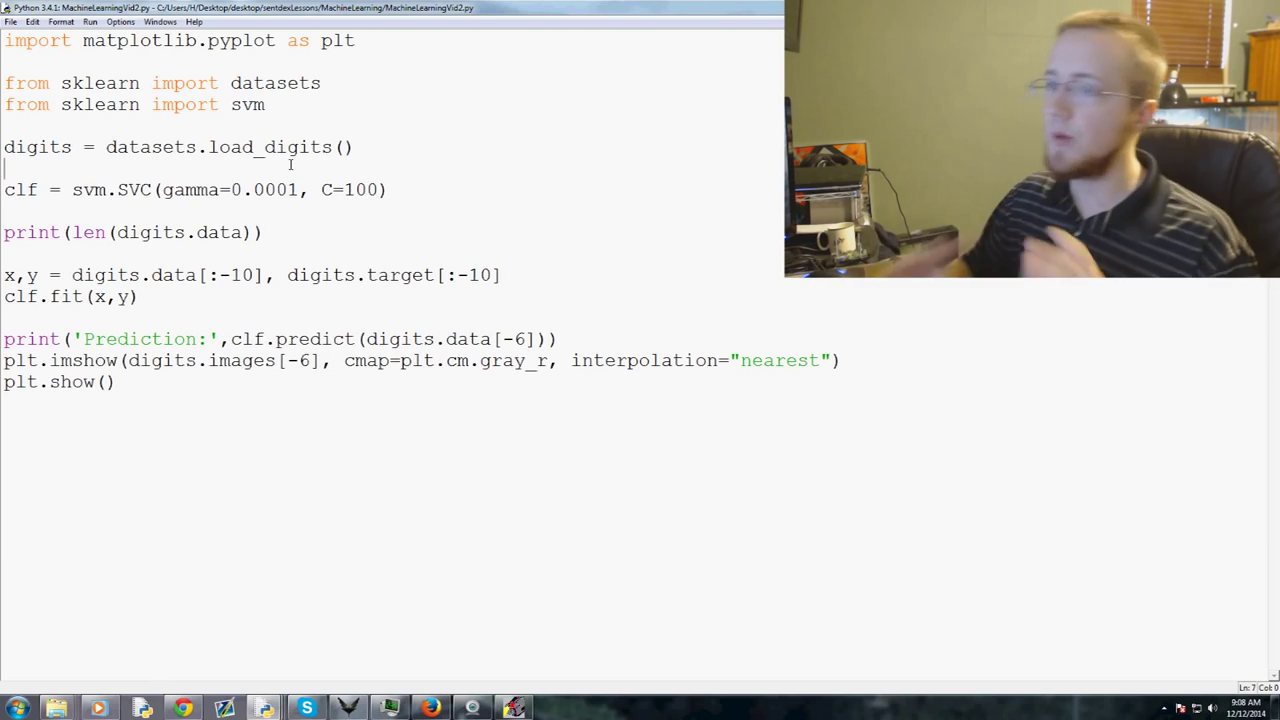 Python 3.4.1: MachineLearningVid2.py - C:/Users/H/Desktop/desktop/sentdexLessons/MachineLearning/MachineLearningVid2.py
File Edit Format Run Options Windows Help
import matplotlib.pyplot as plt
from sklearn import datasets
from sklearn import svm
digits = datasets.load_digits()
clf = svm.SVC(gamma=0.0001, C=100)
print(len(digits.data))
x,y = digits.data[:-10], digits.target[:-10]
clf.fit(x,y)
print('Prediction:',clf.predict(digits.data[-6]))
plt.imshow(digits.images[-6], cmap=plt.cm.gray_r, interpolation="nearest")
plt.show()
Ln: 7 Col: 0
9:08 AM
12/12/2014